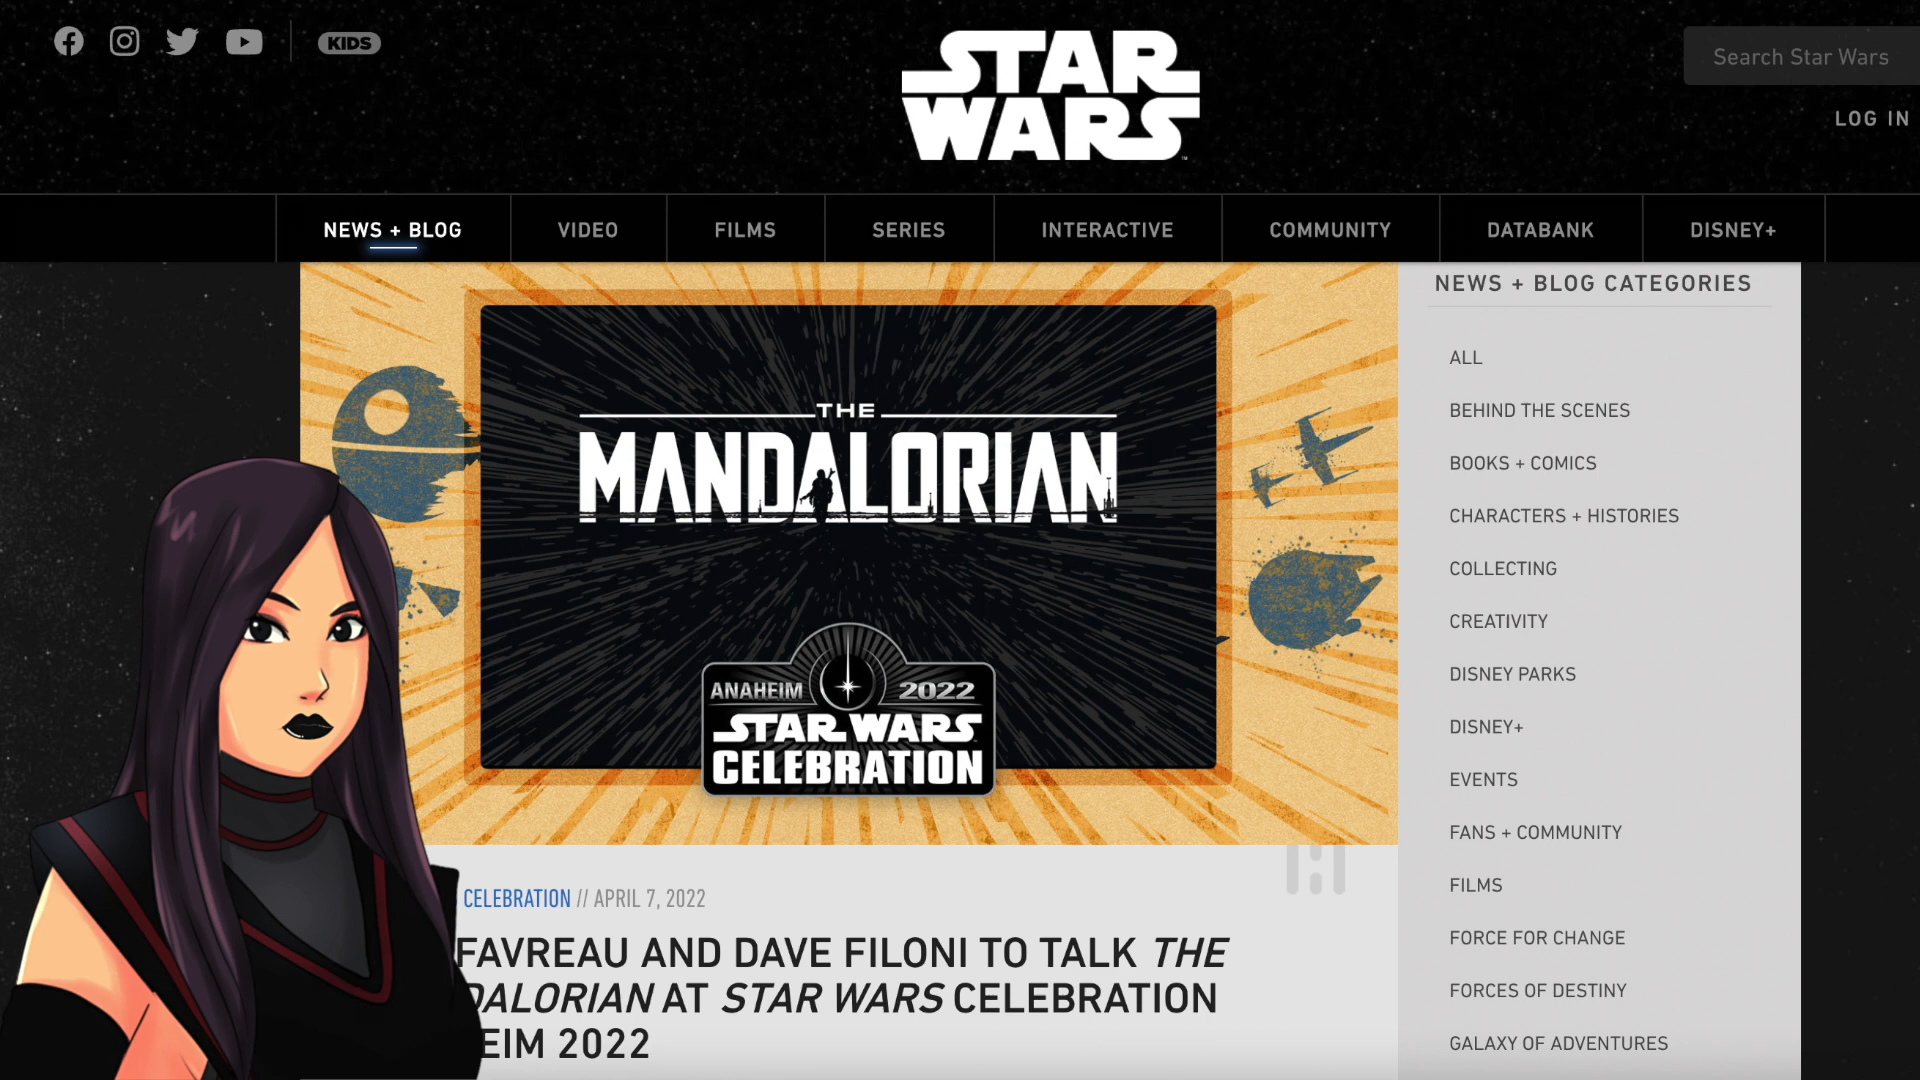 KIDS
STAR
WARS
Search Star Wars
LOG IN
NEWS + BLOG
VIDEO
FILMS
SERIES
INTERACTIVE
COMMUNITY
DATABANK
DISNEY+
THE
MANDALORIAN
ANAHEIM 2022
STAR WARS
CELEBRATION
CELEBRATION // APRIL 7, 2022
FAVREAU AND DAVE FILONI TO TALK THE
DALORIAN AT STAR WARS CELEBRATION
EIM 2022
NEWS + BLOG CATEGORIES
ALL
BEHIND THE SCENES
BOOKS + COMICS
CHARACTERS + HISTORIES
COLLECTING
CREATIVITY
DISNEY PARKS
DISNEY+
EVENTS
FANS + COMMUNITY
FILMS
FORCE FOR CHANGE
FORCES OF DESTINY
GALAXY OF ADVENTURES